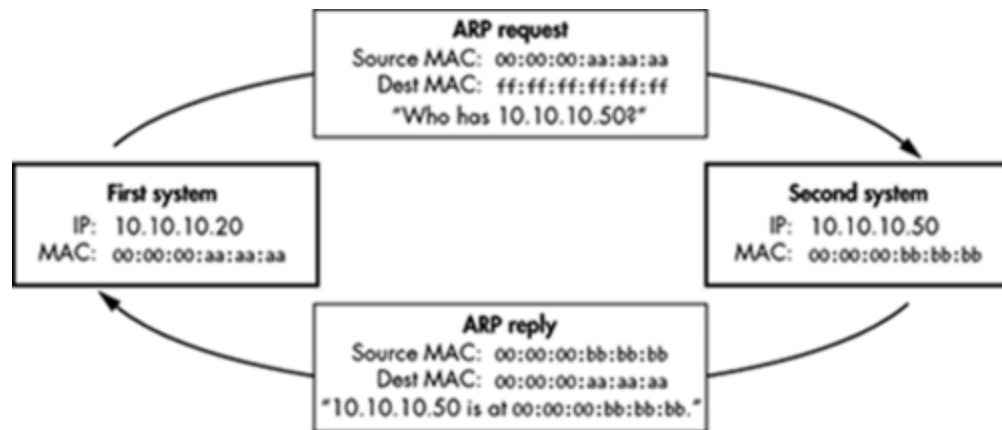 ARP request
Source MAC: 00:00:00:aa:aa:aa
Dest MAC: ff:ff:ff:ff:ff:ff
“Who has 10.10.10.50?”
First system
IP: 10.10.10.20
MAC: 00:00:00:aa:aa:aa
Second system
IP: 10.10.10.50
MAC: 00:00:00:bb:bb:bb
ARP reply
Source MAC: 00:00:00:bb:bb:bb
Dest MAC: 00:00:00:aa:aa:aa
“10.10.10.50 is at 00:00:00:bb:bb:bb.”